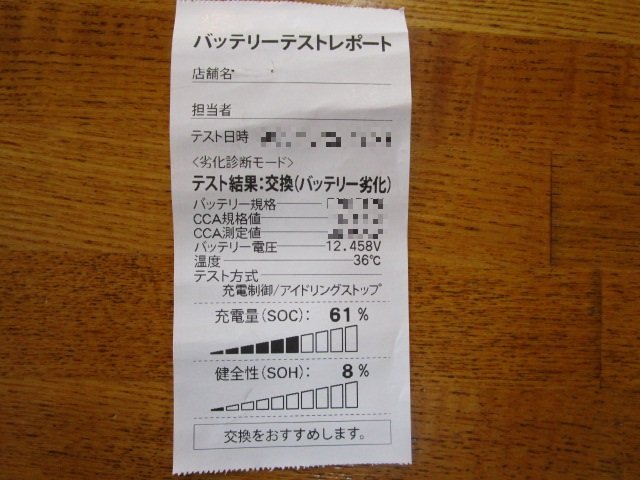 バッテリーテストレポート
店舗名
担当者
テスト日時
<劣化診断モード>
テスト結果:交換(バッテリー劣化)
バッテリー規格
CCA規格値
CCA測定値
バッテリー電圧 12.458V
温度 36℃
テスト方式
充電制御/アイドリングストップ
充電量(SOC): 61 %
健全性(SOH): 8 %
交換をおすすめします。